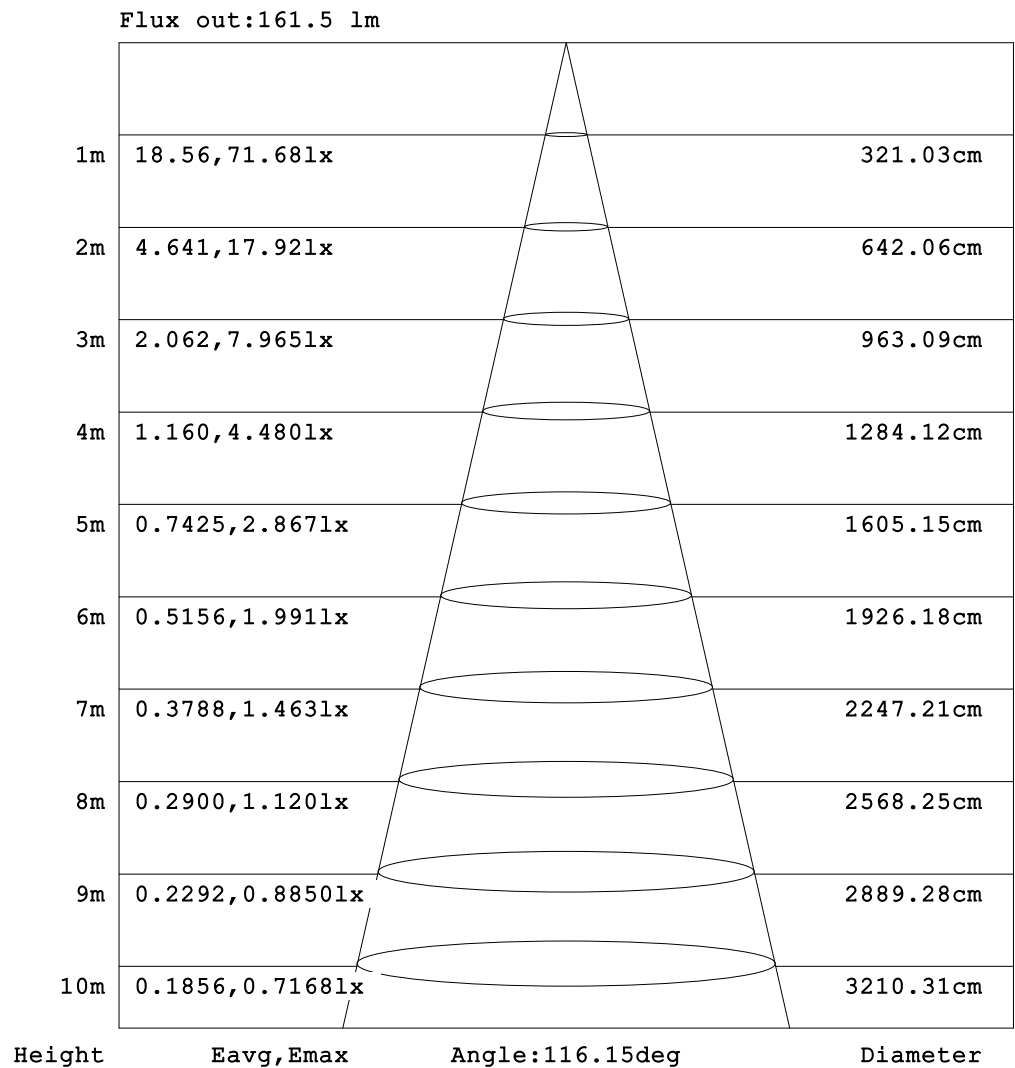 Flux out:161.5 lm
1m 18.56,71.68lx 321.03cm
2m 4.641,17.92lx 642.06cm
3m 2.062,7.965lx 963.09cm
4m 1.160,4.480lx 1284.12cm
5m 0.7425,2.867lx 1605.15cm
6m 0.5156,1.991lx 1926.18cm
7m 0.3788,1.463lx 2247.21cm
8m 0.2900,1.120lx 2568.25cm
9m 0.2292,0.8850lx 2889.28cm
10m 0.1856,0.7168lx 3210.31cm
Height Eavg,Emax Angle:116.15deg Diameter